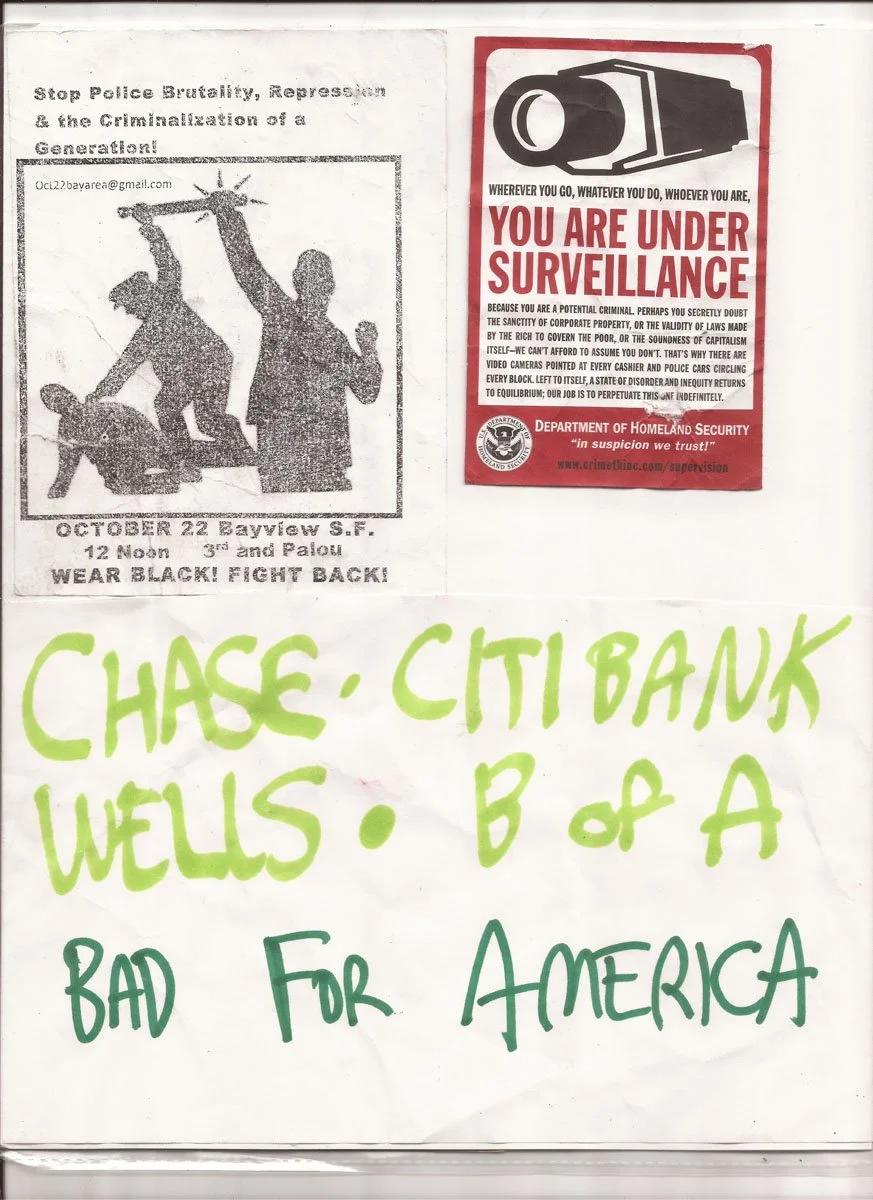 Stop Police Brutality, Repression
& the Criminalization of a
Generation!
Oct22bayarea@gmail.com
OCTOBER 22 Bayview S.F.
12 Noon 3rd and Palou
WEAR BLACK! FIGHT BACK!
WHEREVER YOU GO, WHATEVER YOU DO, WHOEVER YOU ARE,
YOU ARE UNDER
SURVEILLANCE
BECAUSE YOU ARE A POTENTIAL CRIMINAL. PERHAPS YOU SECRETLY DOUBT
THE SANCTITY OF CORPORATE PROPERTY, OR THE VALIDITY OF LAWS MADE
BY THE RICH TO GOVERN THE POOR, OR THE SOUNDNESS OF CAPITALISM
ITSELF—WE CAN'T AFFORD TO ASSUME YOU DON'T. THAT'S WHY THERE ARE
VIDEO CAMERAS POINTED AT EVERY CASHIER AND POLICE CARS CIRCLING
EVERY BLOCK. LEFT TO ITSELF, A STATE OF DISORDER AND INEQUITY RETURNS
TO EQUILIBRIUM; OUR JOB IS TO PERPETUATE THIS ONE INDEFINITELY.
U.S. DEPARTMENT OF HOMELAND SECURITY
DEPARTMENT OF HOMELAND SECURITY
"in suspicion we trust!"
www.crimethinc.com/supervision
CHASE · CITIBANK
WELLS • B of A
BAD FOR AMERICA